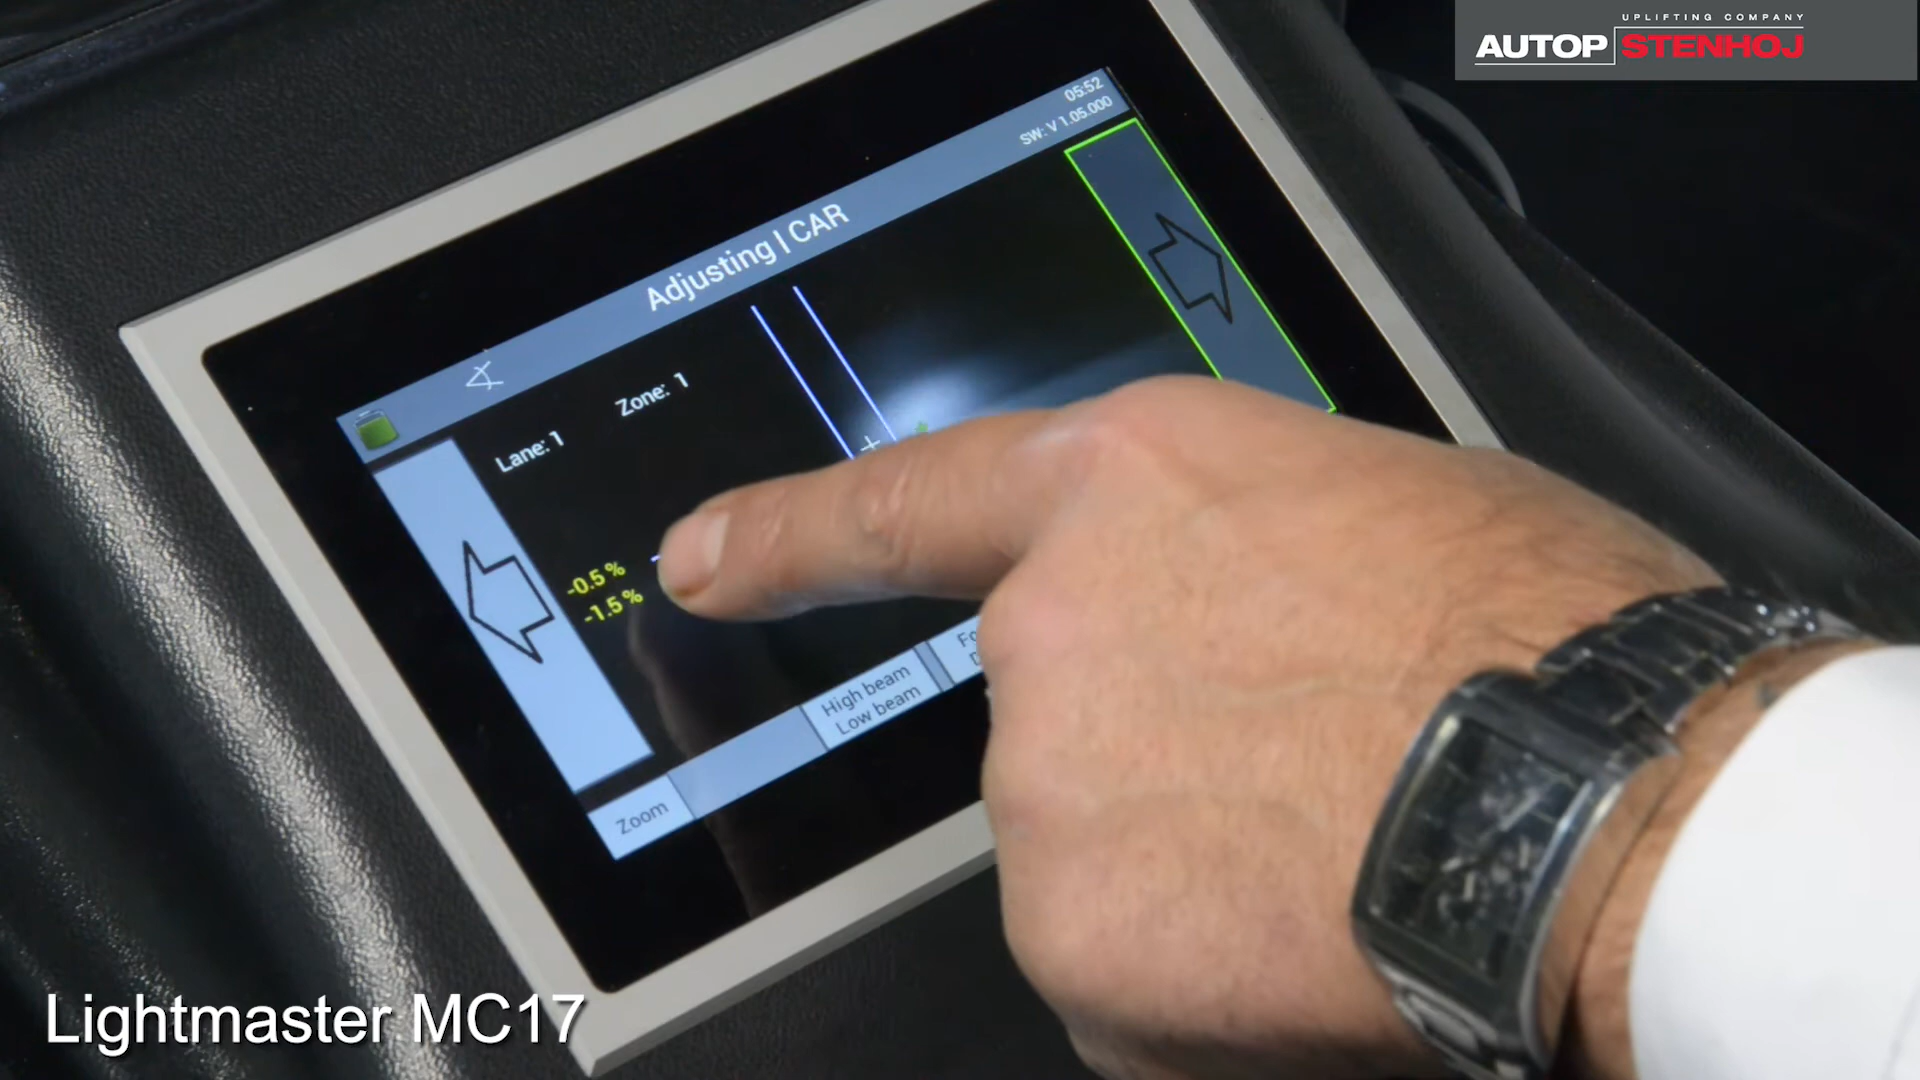 UPLIFTING COMPANY
AUTOP STENHOJ
05:52
SW: V 1.05.000
Adjusting | CAR
Zone: 1
Lane: 1
-0.5 %
-1.5 %
High beam
Low beam
Zoom
Lightmaster MC17